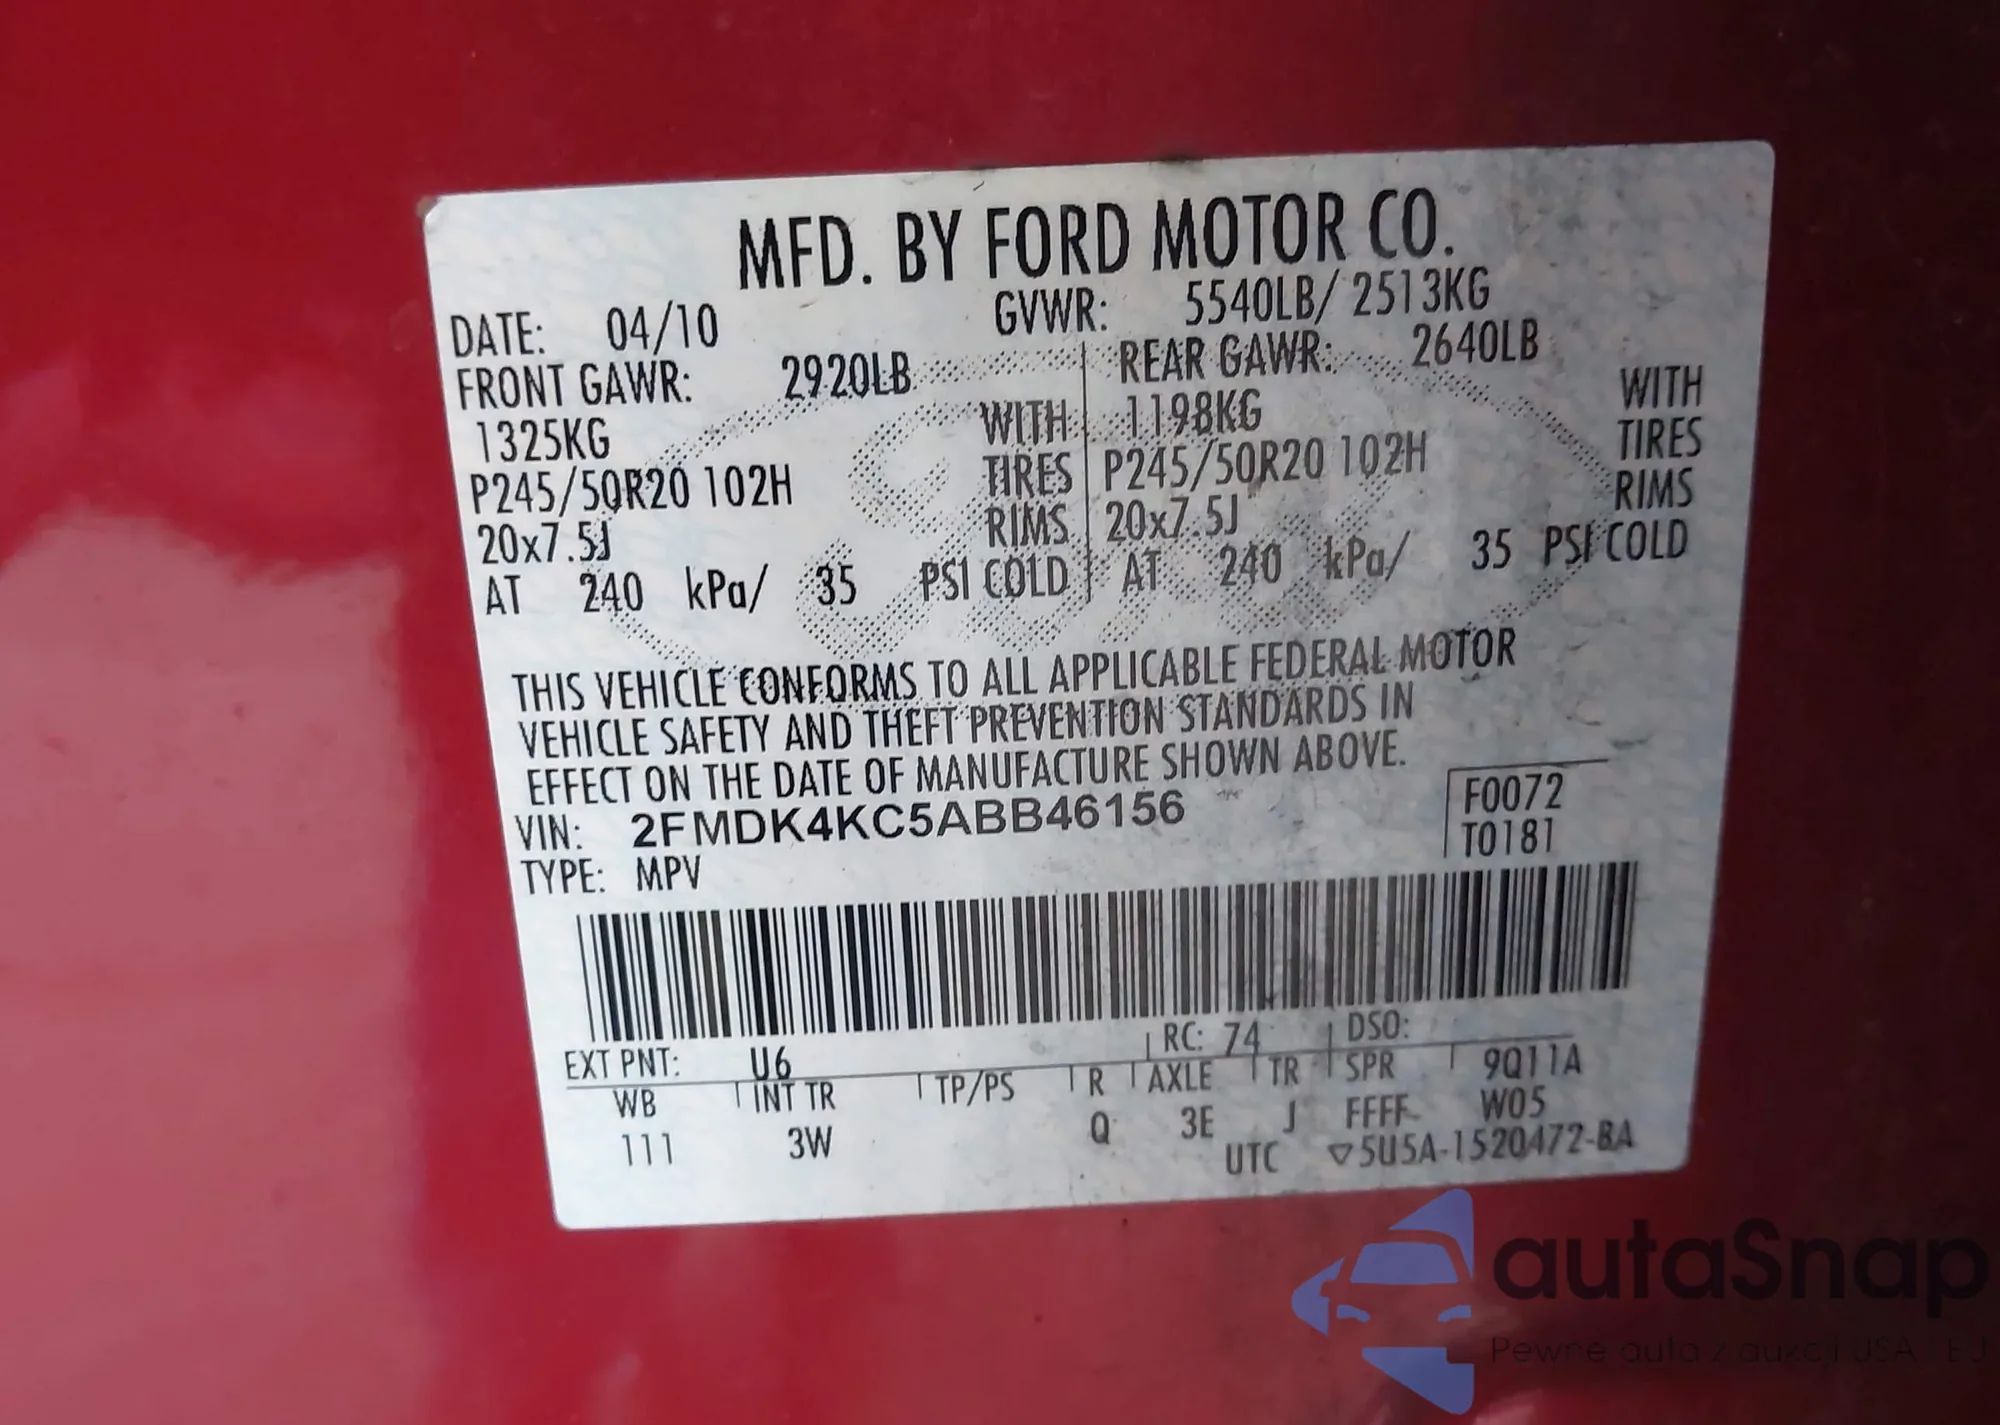 MFD. BY FORD MOTOR CO.
DATE: 04/10 GVWR: 5540LB/ 2513KG
FRONT GAWR: 2920LB REAR GAWR: 2640LB
1325KG WITH 1198KG WITH
P245/50R20 102H TIRES P245/50R20 102H TIRES
20x7.5J RIMS 20x7.5J RIMS
AT 240 kPa/ 35 PSI COLD AT 240 kPa/ 35 PSI COLD
THIS VEHICLE CONFORMS TO ALL APPLICABLE FEDERAL MOTOR
VEHICLE SAFETY AND THEFT PREVENTION STANDARDS IN
EFFECT ON THE DATE OF MANUFACTURE SHOWN ABOVE.
VIN: 2FMDK4KC5ABB46156 F0072
TYPE: MPV T0181
EXT PNT: U6 RC: 74 DSO:
WB INT TR TP/PS R AXLE TR SPR 9Q11A
111 3W Q 3E J FFFF W05
UTC ▽5U5A-1520472-BA
autaSnap
Pewne auta z aukcji USA i EU